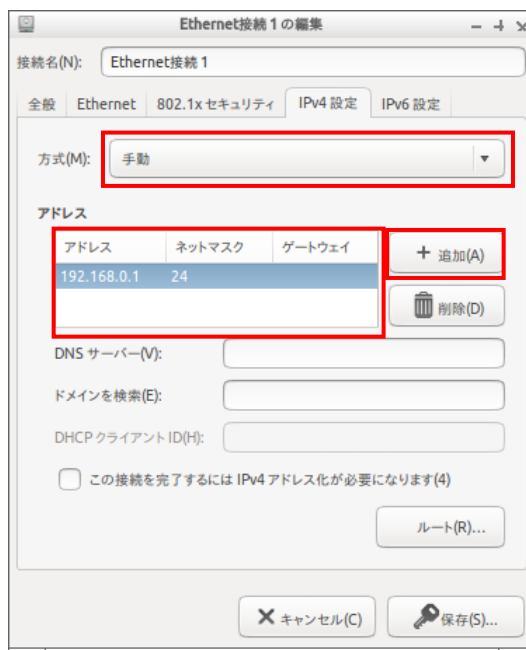 Ethernet接続 1 の編集
接続名(N): Ethernet接続 1
全般 Ethernet 802.1x セキュリティ IPv4 設定 IPv6 設定
方式(M): 手動
アドレス
アドレス ネットマスク ゲートウェイ
192.168.0.1 24
追加(A)
削除(D)
DNS サーバー(V):
ドメインを検索(E):
DHCP クライアント ID(H):
この接続を完了するには IPv4 アドレス化が必要になります(4)
ルート(R)...
キャンセル(C) 保存(S)...